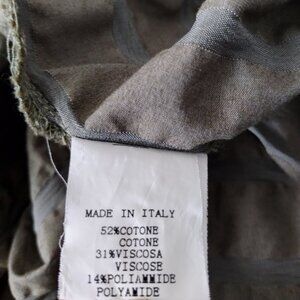 MADE IN ITALY
52%COTONE
COTONE
31%VISCOSA
VISCOSE
14%POLIAMMIDE
POLYAMIDE